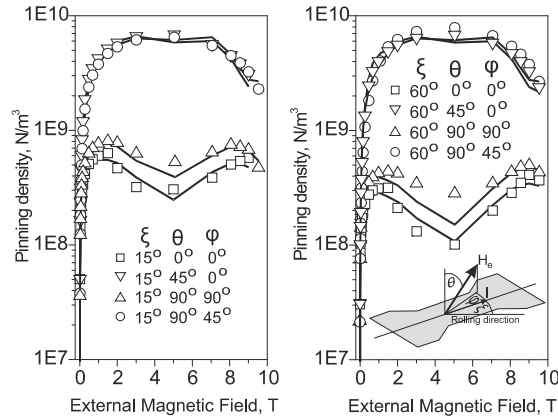 1E10
1E9
1E8
1E7
Pinning density, N/m³
ξ θ φ
15° 0° 0°
15° 45° 0°
15° 90° 90°
15° 90° 45°
0 2 4 6 8 10
External Magnetic Field, T
1E10
1E9
1E8
1E7
Pinning density, N/m³
ξ θ φ
60° 0° 0°
60° 45° 0°
60° 90° 90°
60° 90° 45°
Hₑ
θ
φ
I
ξ
Rolling direction
0 2 4 6 8 10
External Magnetic Field, T